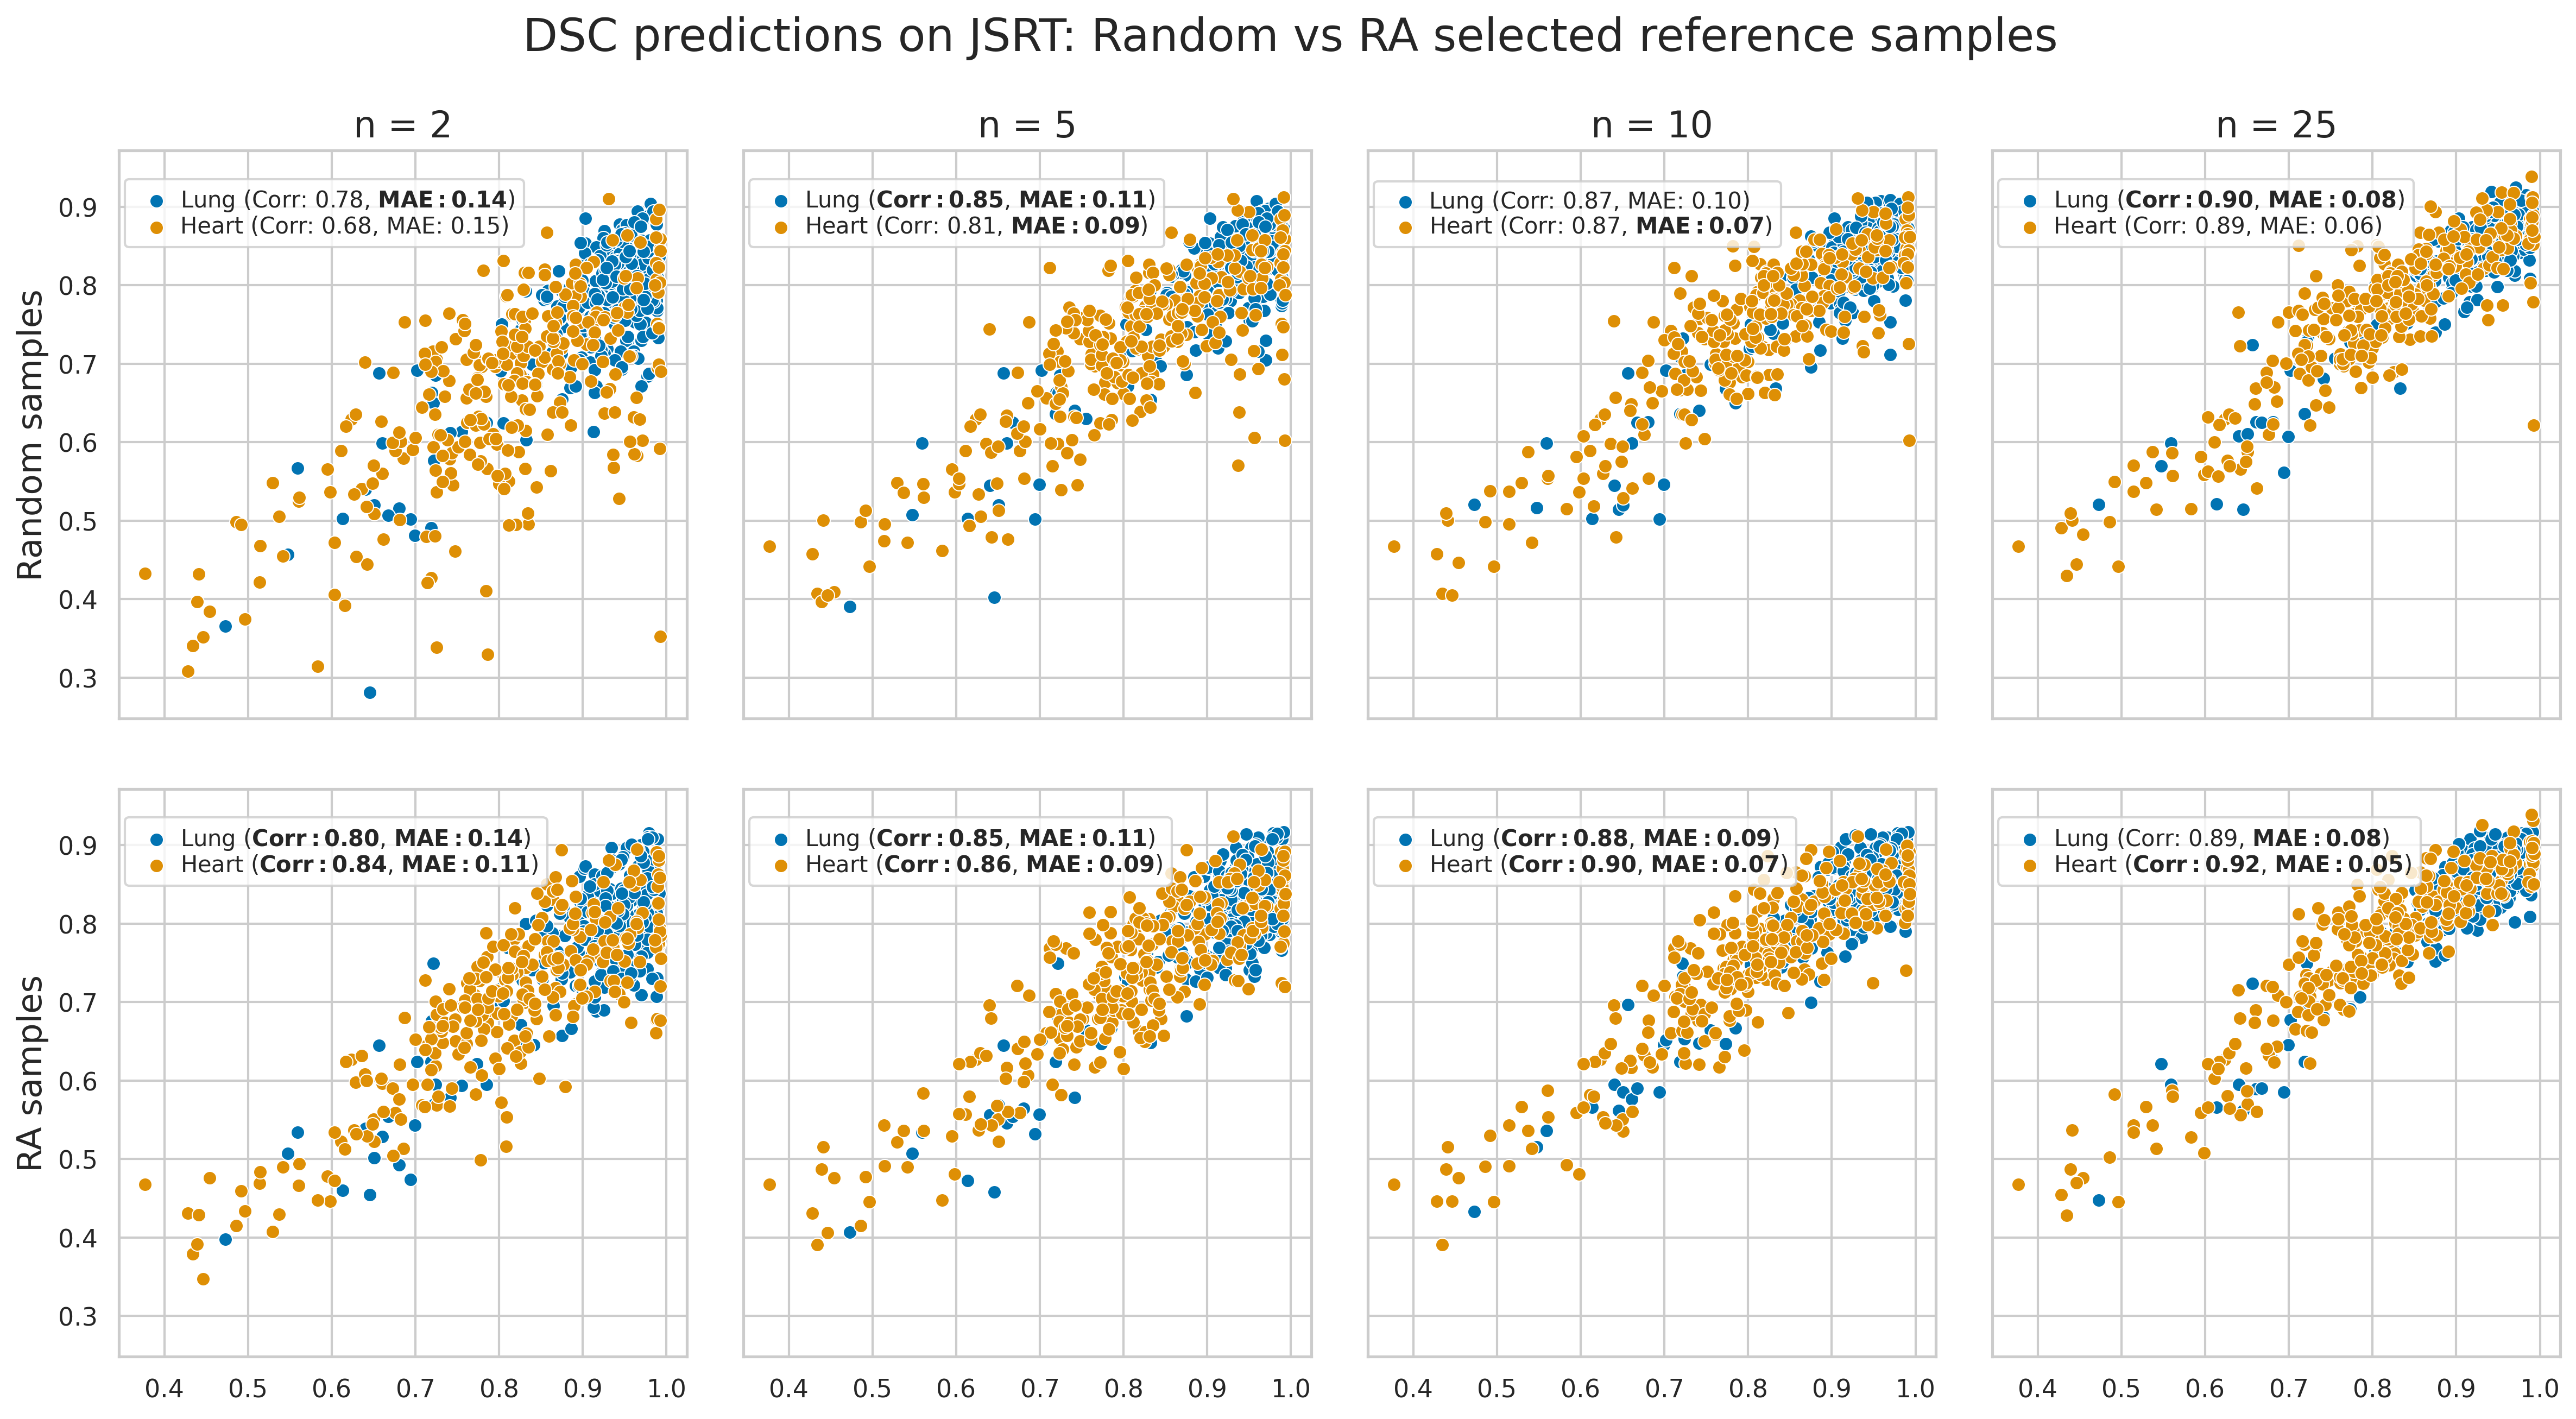 DSC predictions on JSRT: Random vs RA selected reference samples
n = 2
n = 5
n = 10
n = 25
Random samples
0.9
0.8
0.7
0.6
0.5
0.4
0.3
Lung (Corr: 0.78, MAE:0.14)
Heart (Corr: 0.68, MAE: 0.15)
Lung (Corr:0.85, MAE:0.11)
Heart (Corr: 0.81, MAE:0.09)
Lung (Corr: 0.87, MAE: 0.10)
Heart (Corr: 0.87, MAE:0.07)
Lung (Corr:0.90, MAE:0.08)
Heart (Corr: 0.89, MAE: 0.06)
RA samples
0.9
0.8
0.7
0.6
0.5
0.4
0.3
Lung (Corr:0.80, MAE:0.14)
Heart (Corr:0.84, MAE:0.11)
Lung (Corr:0.85, MAE:0.11)
Heart (Corr:0.86, MAE:0.09)
Lung (Corr:0.88, MAE:0.09)
Heart (Corr:0.90, MAE:0.07)
Lung (Corr: 0.89, MAE:0.08)
Heart (Corr:0.92, MAE:0.05)
0.4 0.5 0.6 0.7 0.8 0.9 1.0
0.4 0.5 0.6 0.7 0.8 0.9 1.0
0.4 0.5 0.6 0.7 0.8 0.9 1.0
0.4 0.5 0.6 0.7 0.8 0.9 1.0